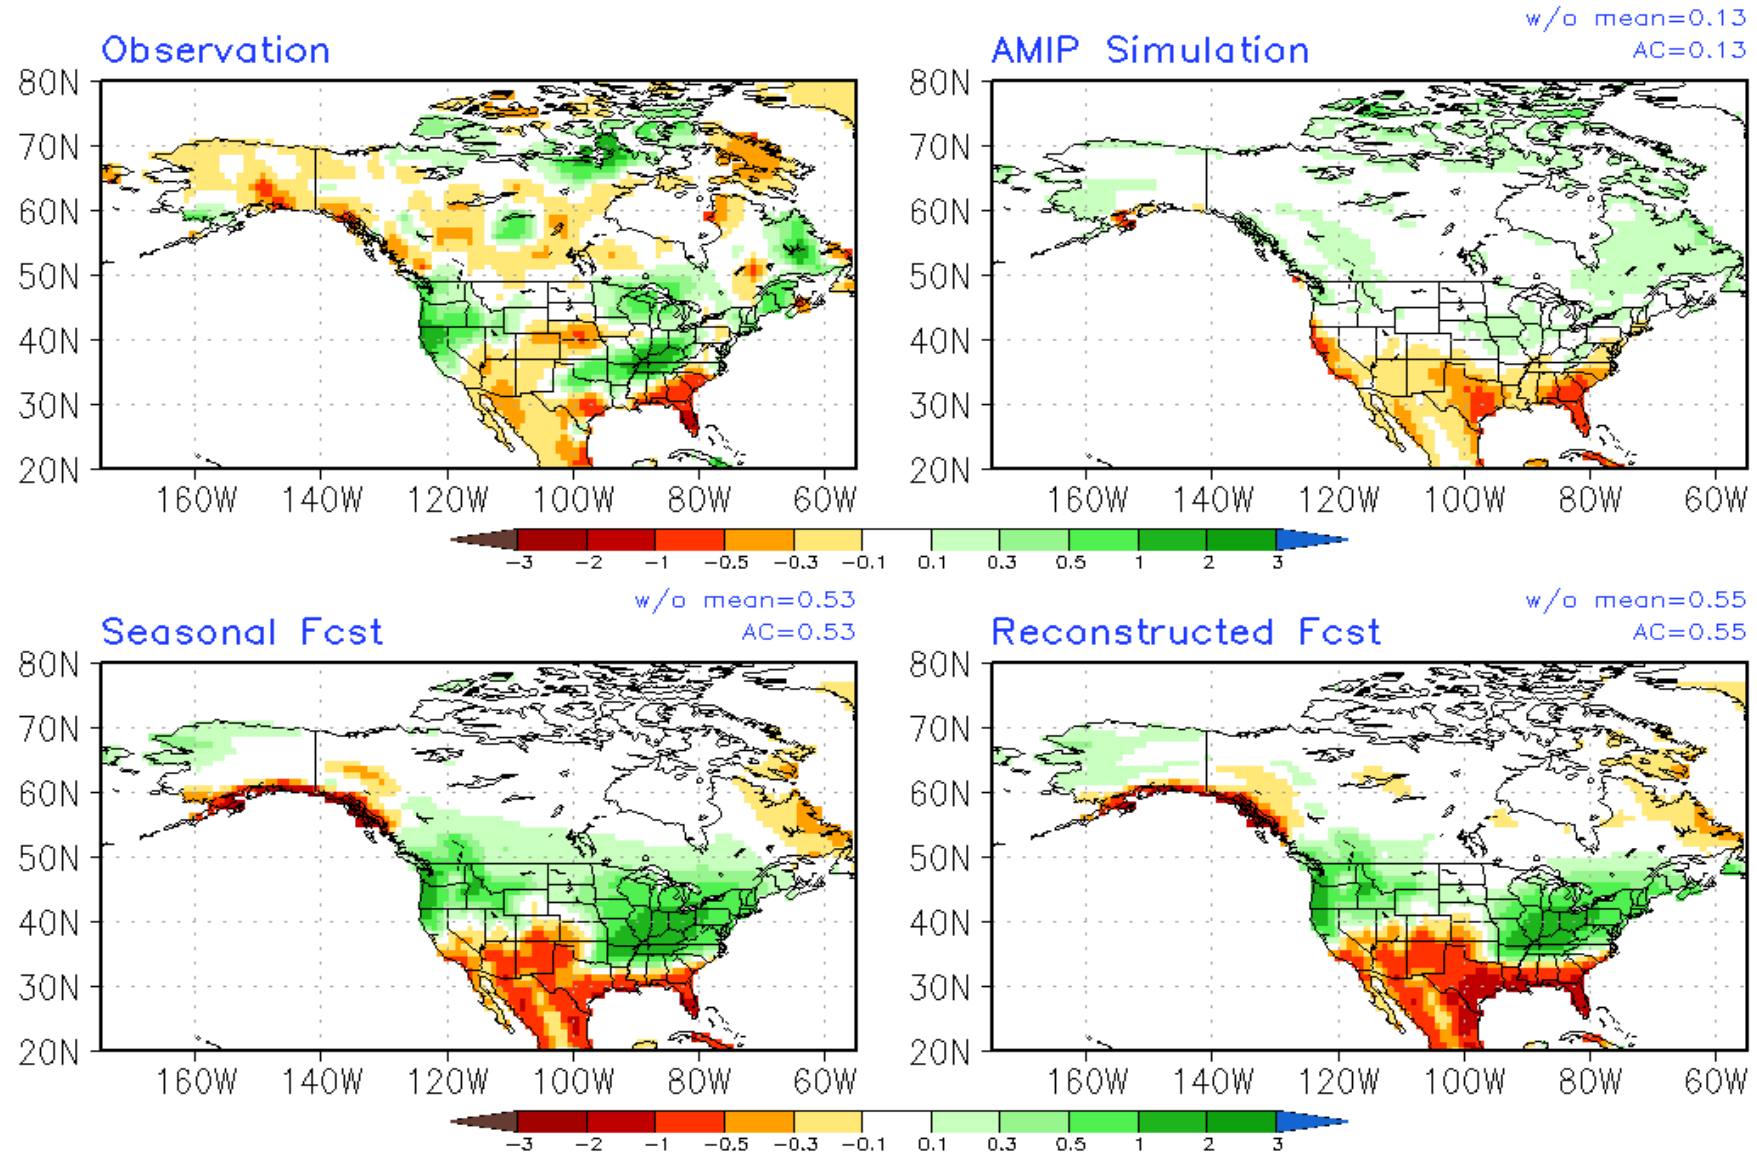 w/o mean=0.13
Observation
AMIP Simulation
AC=0.13
80N
70N
60N
50N
40N
30N
20N
160W 140W 120W 100W 80W 60W
80N
70N
60N
50N
40N
30N
20N
160W 140W 120W 100W 80W 60W
-3 -2 -1 -0.5 -0.3 -0.1 0.1 0.3 0.5 1 2 3
w/o mean=0.53
Seasonal Fcst
AC=0.53
w/o mean=0.55
Reconstructed Fcst
AC=0.55
80N
70N
60N
50N
40N
30N
20N
160W 140W 120W 100W 80W 60W
80N
70N
60N
50N
40N
30N
20N
160W 140W 120W 100W 80W 60W
-3 -2 -1 -0.5 -0.3 -0.1 0.1 0.3 0.5 1 2 3